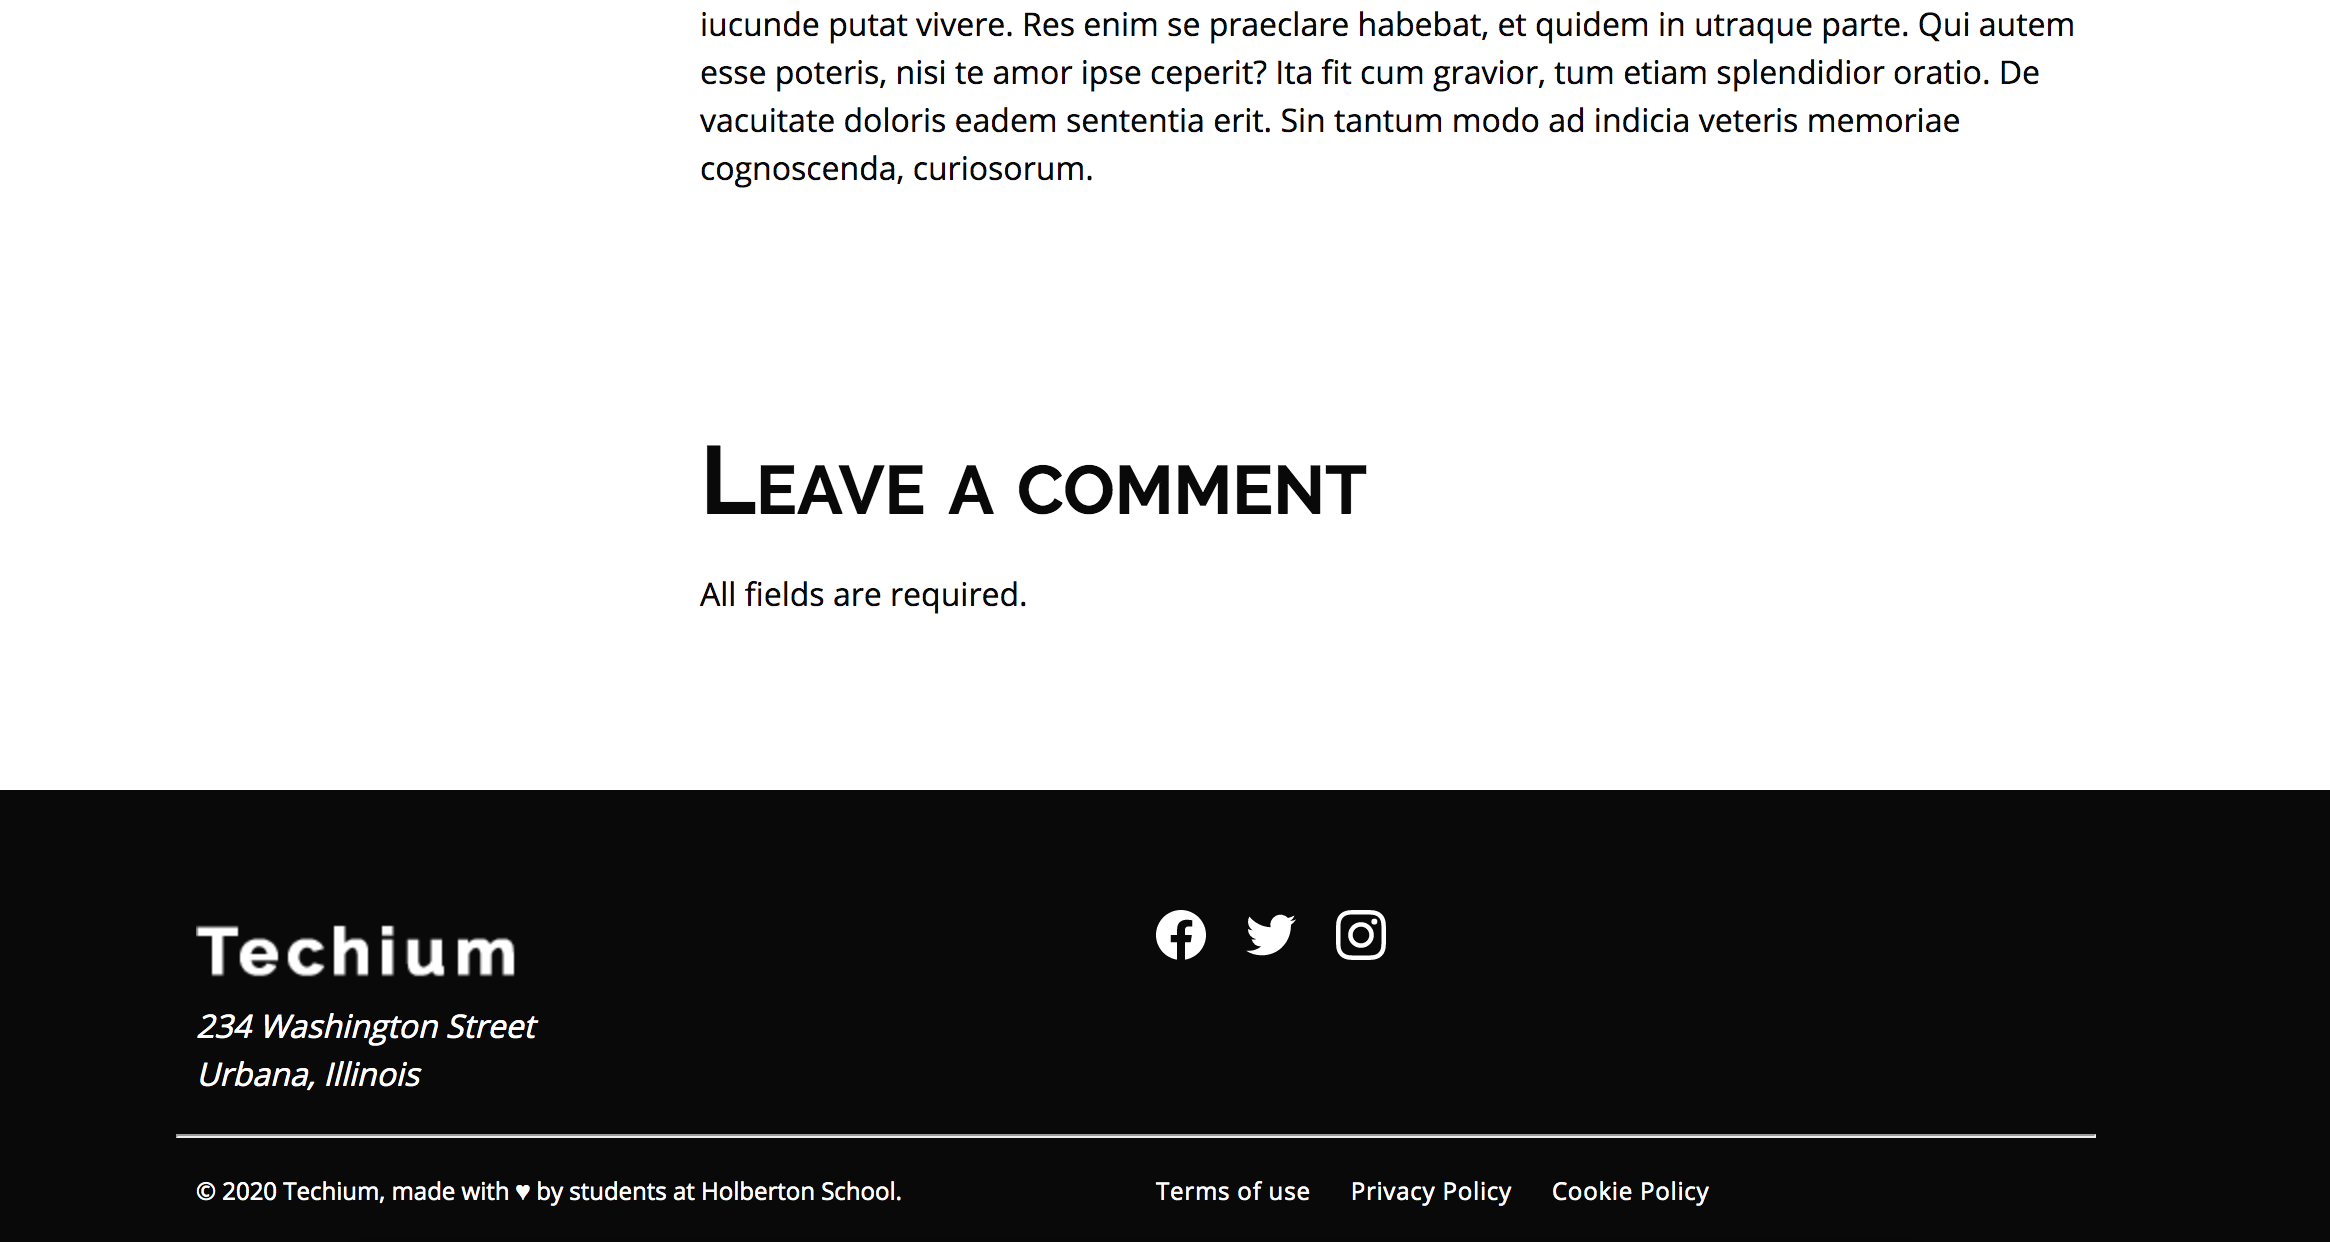 iucunde putat vivere. Res enim se praeclare habebat, et quidem in utraque parte. Qui autem
esse poteris, nisi te amor ipse ceperit? Ita fit cum gravior, tum etiam splendidior oratio. De
vacuitate doloris eadem sententia erit. Sin tantum modo ad indicia veteris memoriae
cognoscenda, curiosorum.
Leave a comment
All fields are required.
Techium
234 Washington Street
Urbana, Illinois
© 2020 Techium, made with ♥ by students at Holberton School.
Terms of use Privacy Policy Cookie Policy